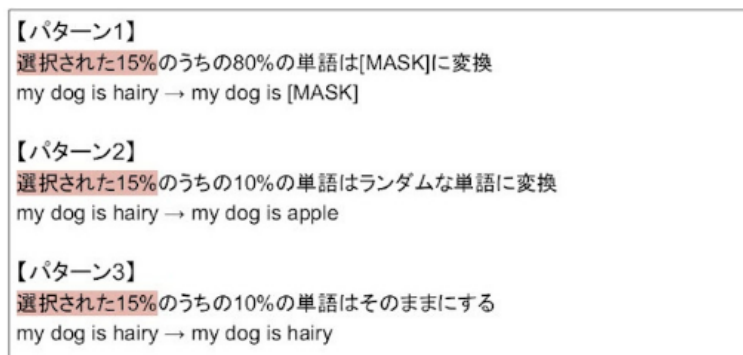 【パターン1】
選択された15%のうちの80%の単語は[MASK]に変換
my dog is hairy → my dog is [MASK]
【パターン2】
選択された15%のうちの10%の単語はランダムな単語に変換
my dog is hairy → my dog is apple
【パターン3】
選択された15%のうちの10%の単語はそのままにする
my dog is hairy → my dog is hairy